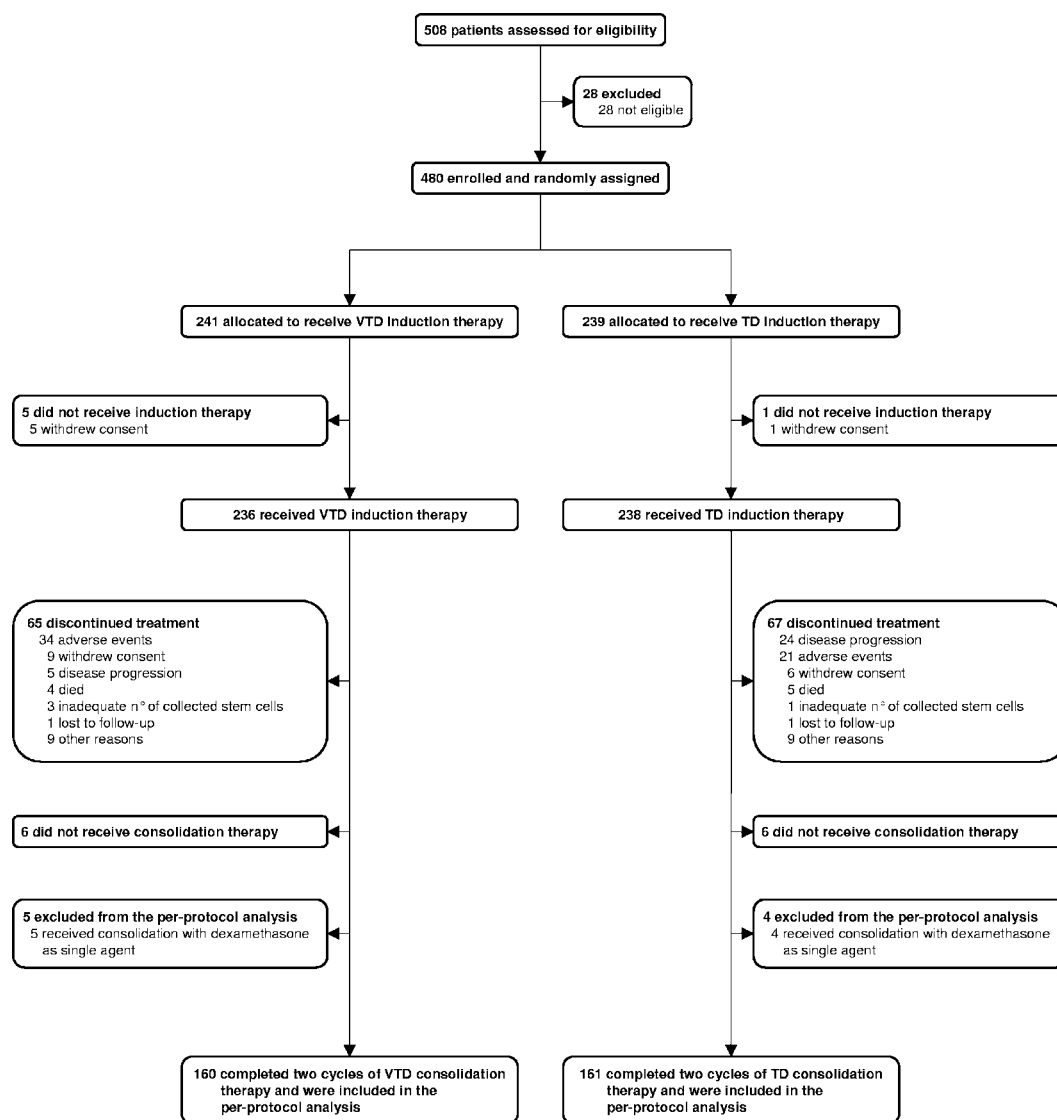 508 patients assessed for eligibility
28 excluded
28 not eligible
480 enrolled and randomly assigned
241 allocated to receive VTD Induction therapy
239 allocated to receive TD Induction therapy
5 did not receive induction therapy
5 withdrew consent
1 did not receive induction therapy
1 withdrew consent
236 received VTD induction therapy
238 received TD induction therapy
65 discontinued treatment
34 adverse events
9 withdrew consent
5 disease progression
4 died
3 inadequate n° of collected stem cells
1 lost to follow-up
9 other reasons
67 discontinued treatment
24 disease progression
21 adverse events
6 withdrew consent
5 died
1 inadequate n° of collected stem cells
1 lost to follow-up
9 other reasons
6 did not receive consolidation therapy
6 did not receive consolidation therapy
5 excluded from the per-protocol analysis
5 received consolidation with dexamethasone
as single agent
4 excluded from the per-protocol analysis
4 received consolidation with dexamethasone
as single agent
160 completed two cycles of VTD consolidation
therapy and were included in the
per-protocol analysis
161 completed two cycles of TD consolidation
therapy and were included in the
per-protocol analysis